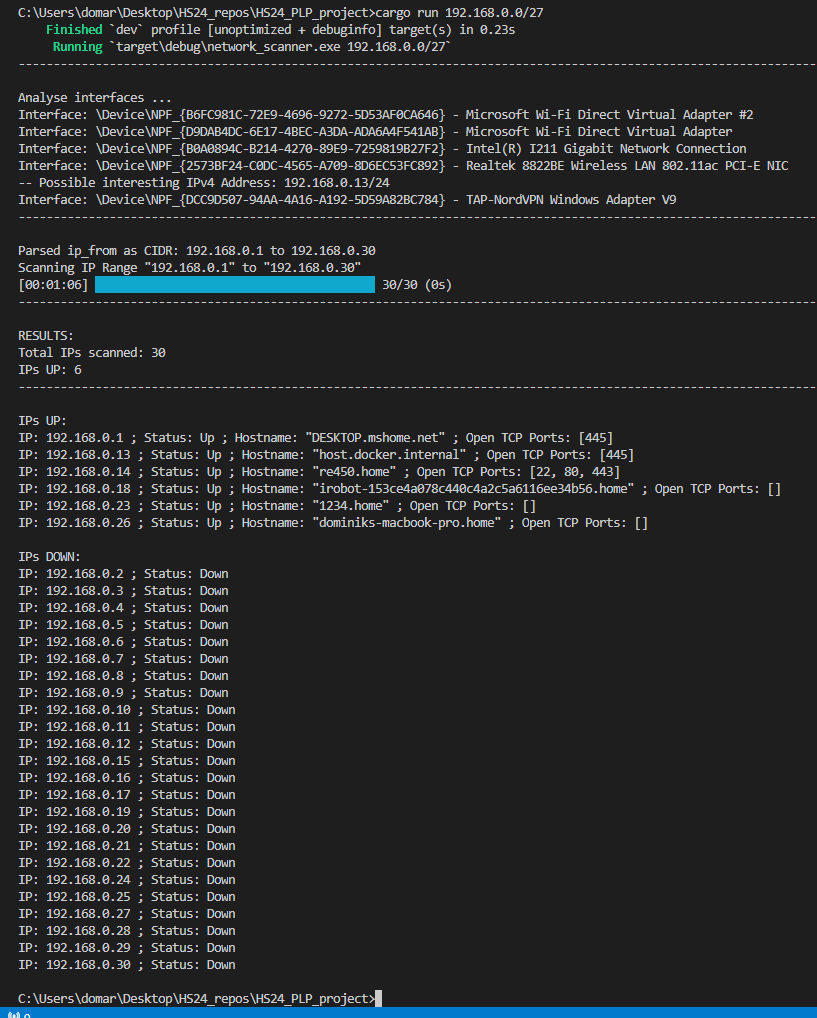 C:\Users\domar\Desktop\HS24_repos\HS24_PLP_project>cargo run 192.168.0.0/27
Finished `dev` profile [unoptimized + debuginfo] target(s) in 0.23s
Running `target\debug\network_scanner.exe 192.168.0.0/27`
--------------------------------------------------------------------------------------------------------------------
Analyse interfaces ...
Interface: \Device\NPF_{B6FC981C-72E9-4696-9272-5D53AF0CA646} - Microsoft Wi-Fi Direct Virtual Adapter #2
Interface: \Device\NPF_{D9DAB4DC-6E17-4BEC-A3DA-ADA6A4F541AB} - Microsoft Wi-Fi Direct Virtual Adapter
Interface: \Device\NPF_{B0A0894C-B214-4270-89E9-7259819B27F2} - Intel(R) I211 Gigabit Network Connection
Interface: \Device\NPF_{2573BF24-C0DC-4565-A709-8D6EC53FC892} - Realtek 8822BE Wireless LAN 802.11ac PCI-E NIC
-- Possible interesting IPv4 Address: 192.168.0.13/24
Interface: \Device\NPF_{DCC9D507-94AA-4A16-A192-5D59A82BC784} - TAP-NordVPN Windows Adapter V9
--------------------------------------------------------------------------------------------------------------------
Parsed ip_from as CIDR: 192.168.0.1 to 192.168.0.30
Scanning IP Range "192.168.0.1" to "192.168.0.30"
[00:01:06] 30/30 (0s)
--------------------------------------------------------------------------------------------------------------------
RESULTS:
Total IPs scanned: 30
IPs UP: 6
--------------------------------------------------------------------------------------------------------------------
IPs UP:
IP: 192.168.0.1 ; Status: Up ; Hostname: "DESKTOP.mshome.net" ; Open TCP Ports: [445]
IP: 192.168.0.13 ; Status: Up ; Hostname: "host.docker.internal" ; Open TCP Ports: [445]
IP: 192.168.0.14 ; Status: Up ; Hostname: "re450.home" ; Open TCP Ports: [22, 80, 443]
IP: 192.168.0.18 ; Status: Up ; Hostname: "irobot-153ce4a078c440c4a2c5a6116ee34b56.home" ; Open TCP Ports: []
IP: 192.168.0.23 ; Status: Up ; Hostname: "1234.home" ; Open TCP Ports: []
IP: 192.168.0.26 ; Status: Up ; Hostname: "dominiks-macbook-pro.home" ; Open TCP Ports: []
IPs DOWN:
IP: 192.168.0.2 ; Status: Down
IP: 192.168.0.3 ; Status: Down
IP: 192.168.0.4 ; Status: Down
IP: 192.168.0.5 ; Status: Down
IP: 192.168.0.6 ; Status: Down
IP: 192.168.0.7 ; Status: Down
IP: 192.168.0.8 ; Status: Down
IP: 192.168.0.9 ; Status: Down
IP: 192.168.0.10 ; Status: Down
IP: 192.168.0.11 ; Status: Down
IP: 192.168.0.12 ; Status: Down
IP: 192.168.0.15 ; Status: Down
IP: 192.168.0.16 ; Status: Down
IP: 192.168.0.17 ; Status: Down
IP: 192.168.0.19 ; Status: Down
IP: 192.168.0.20 ; Status: Down
IP: 192.168.0.21 ; Status: Down
IP: 192.168.0.22 ; Status: Down
IP: 192.168.0.24 ; Status: Down
IP: 192.168.0.25 ; Status: Down
IP: 192.168.0.27 ; Status: Down
IP: 192.168.0.28 ; Status: Down
IP: 192.168.0.29 ; Status: Down
IP: 192.168.0.30 ; Status: Down
C:\Users\domar\Desktop\HS24_repos\HS24_PLP_project>